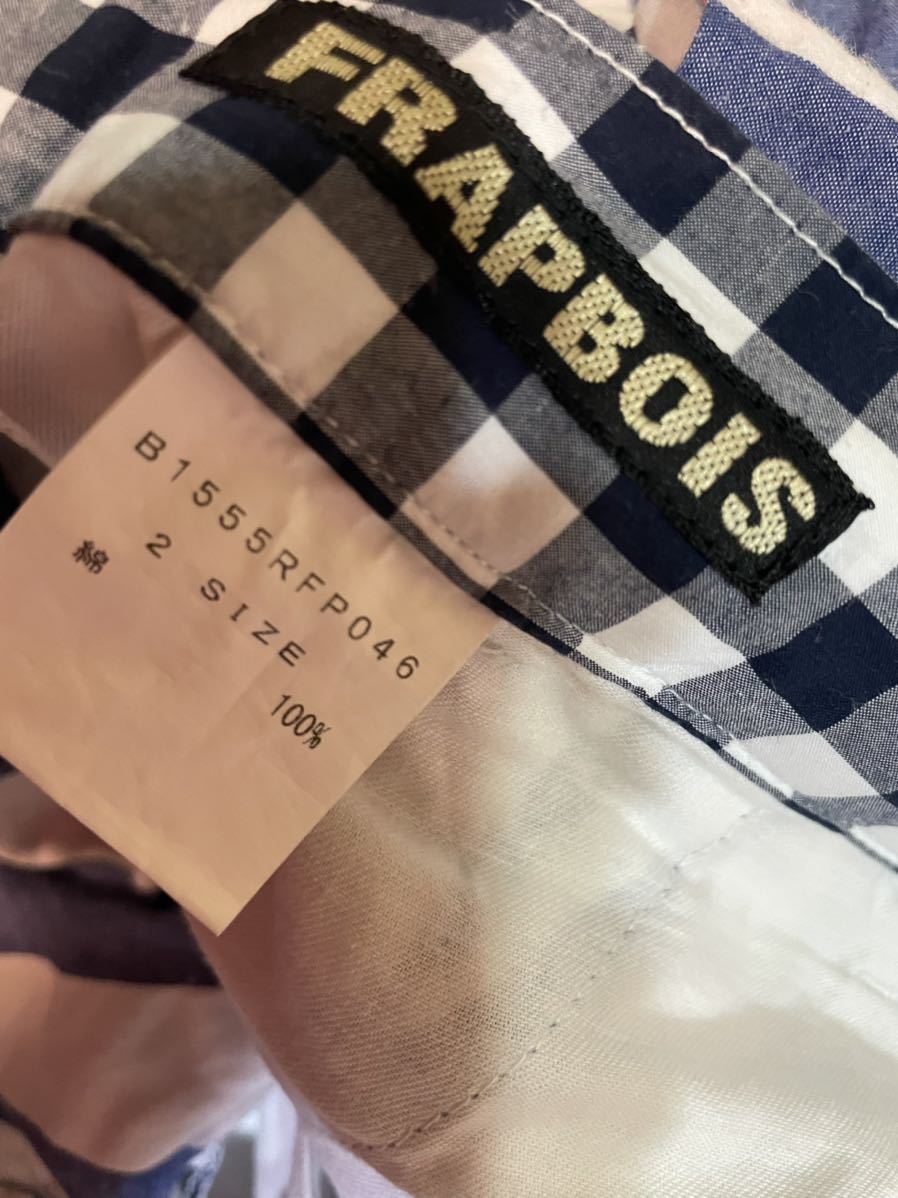 FRAPBOIS
B1555RFP046
2 SIZE
綿 100%